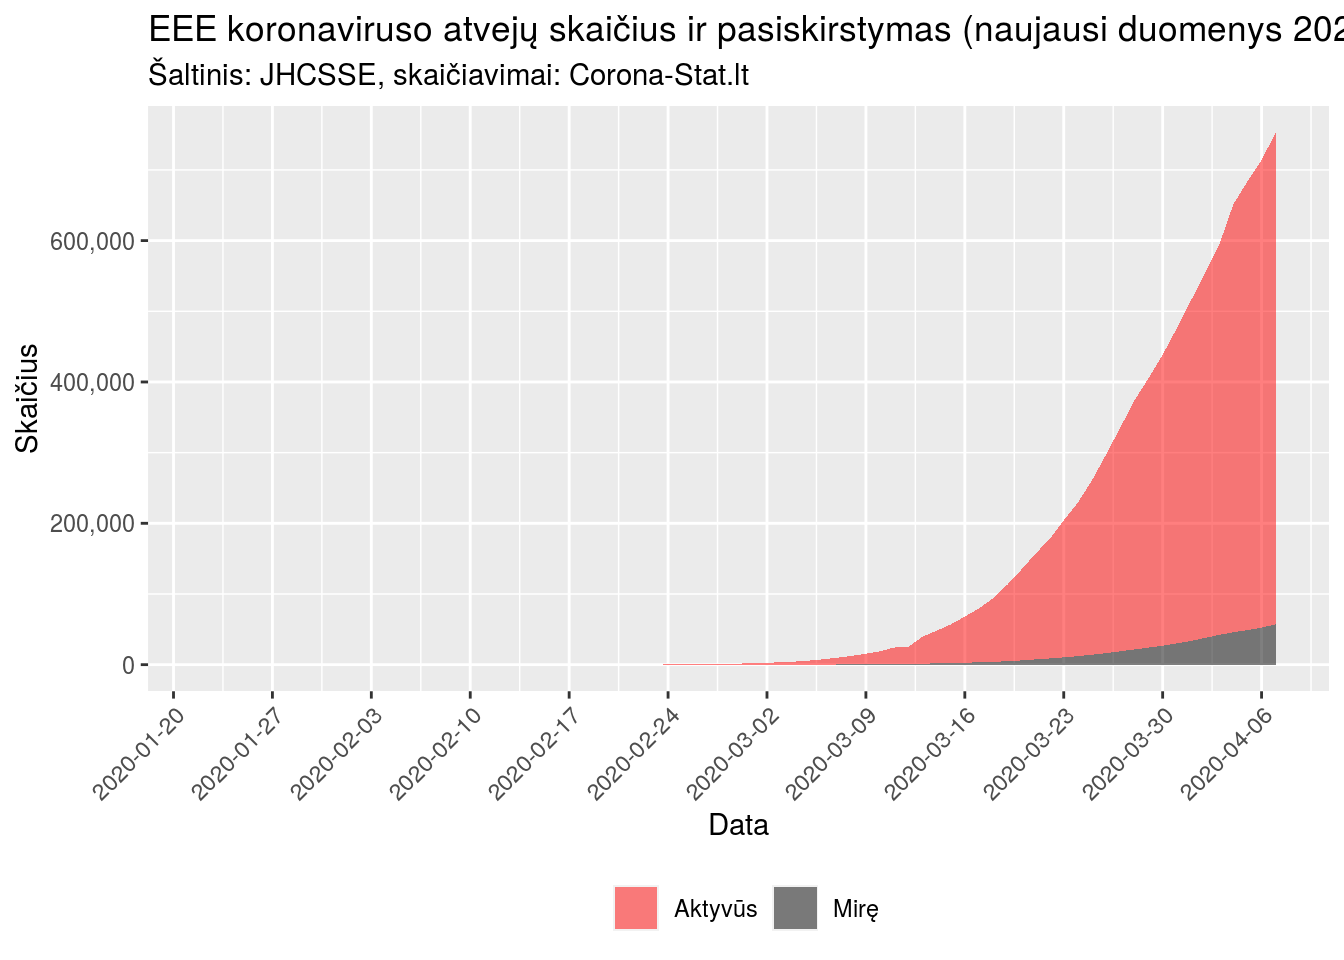 EEE koronaviruso atvejų skaičius ir pasiskirstymas (naujausi duomenys 202
Šaltinis: JHCSSE, skaičiavimai: Corona-Stat.lt
Skaičius
600,000
400,000
200,000
0
2020-01-20
2020-01-27
2020-02-03
2020-02-10
2020-02-17
2020-02-24
2020-03-02
2020-03-09
2020-03-16
2020-03-23
2020-03-30
2020-04-06
Data
Aktyvūs
Mirę